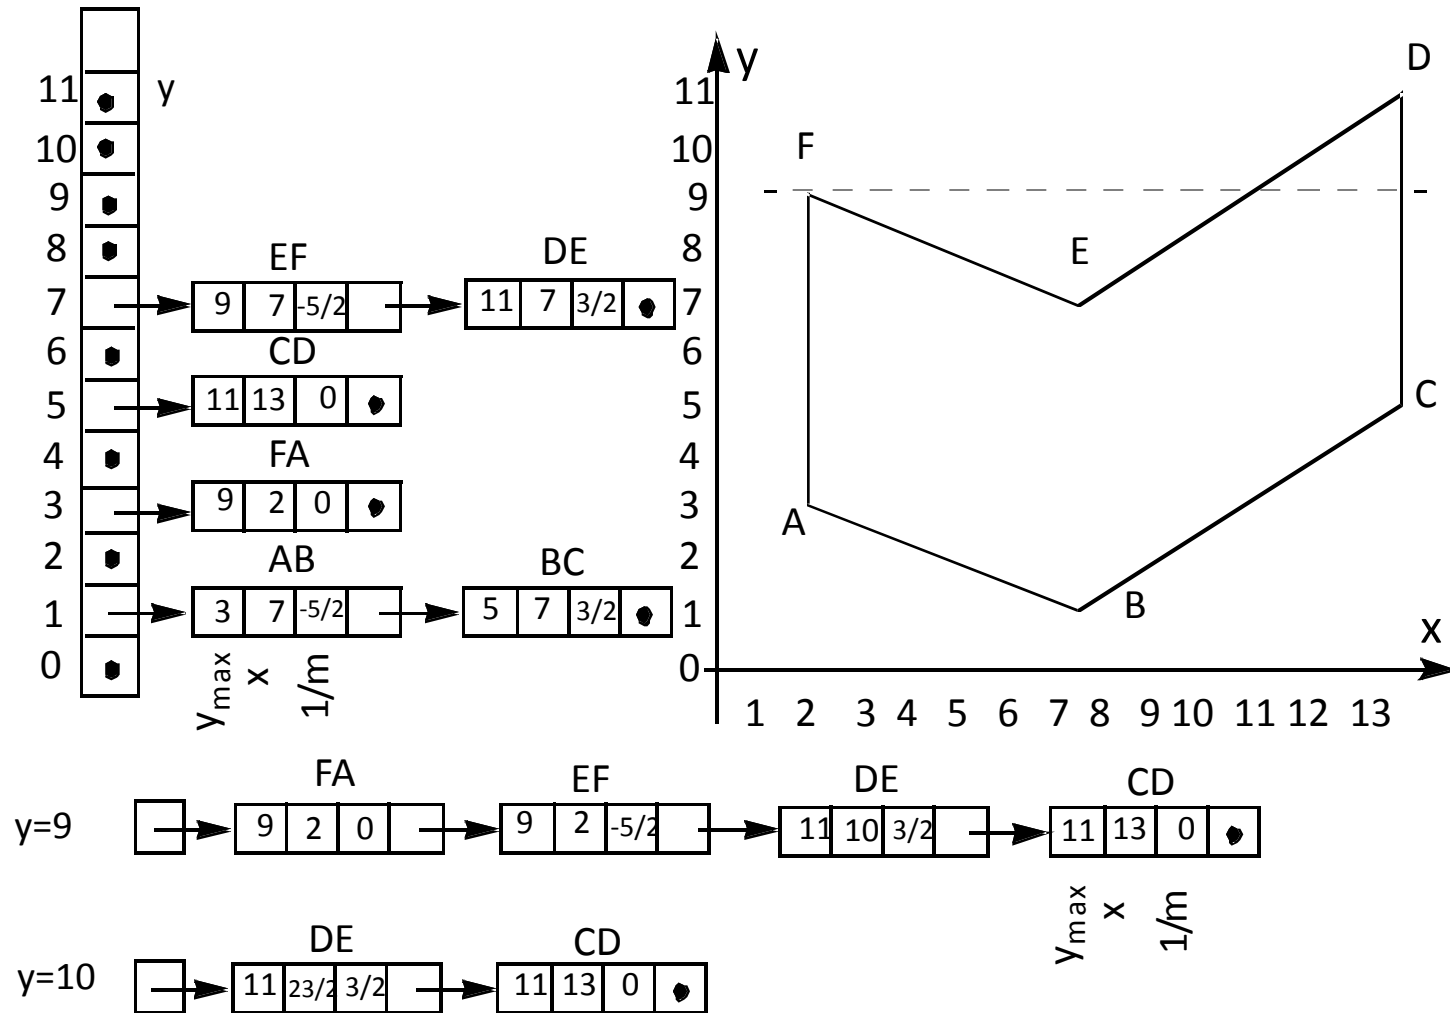 11 y
10
9
8
EF DE
7 9 7 -5/2 11 7 3/2
CD
6
5 11 13 0
FA
4
3 9 2 0
AB BC
2
1 3 7 -5/2 5 7 3/2
0
ymax x 1/m
y
D
11
10 F
9
8 E
7
6
5 C
4
3
A
2
1 B
0 x
1 2 3 4 5 6 7 8 9 10 11 12 13
FA EF DE CD
y=9 9 2 0 9 2 -5/2 11 10 3/2 11 13 0
ymax x 1/m
DE CD
y=10 11 23/2 3/2 11 13 0